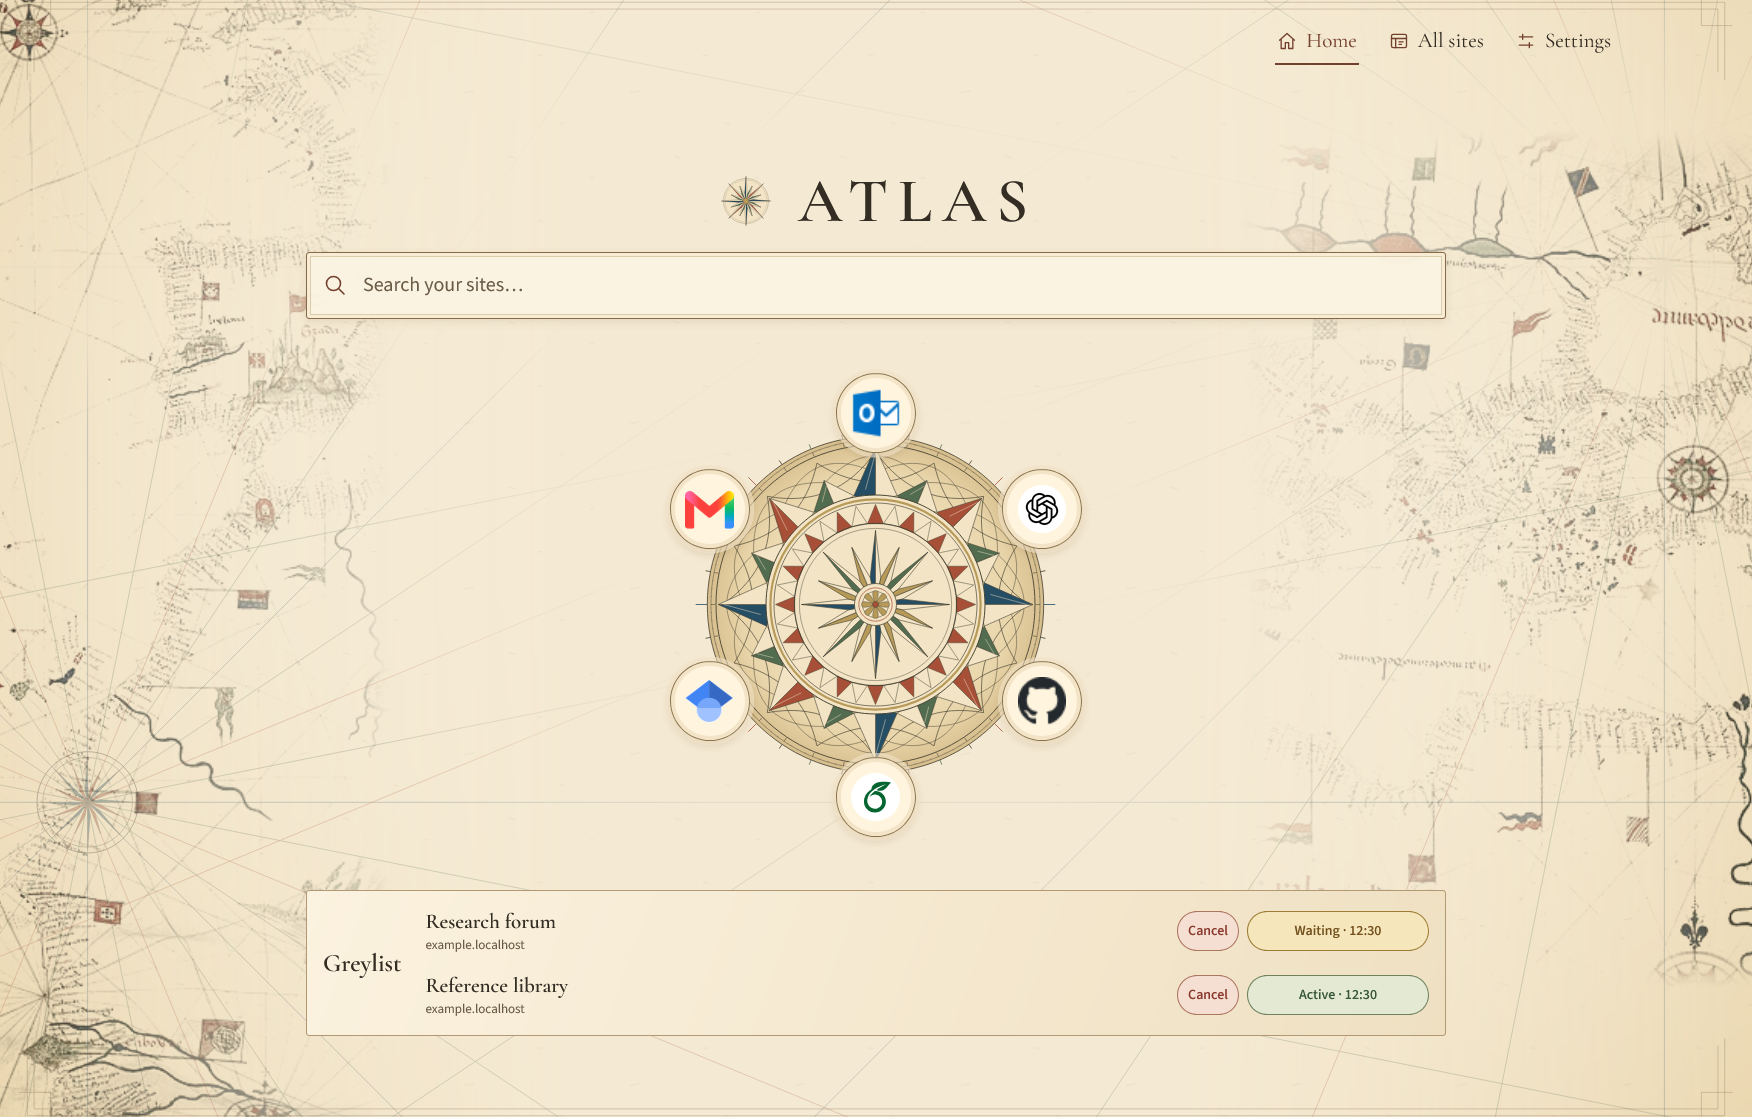 Home
All sites
Settings
ATLAS
Search your sites…
Greylist
Research forum
example.localhost
Cancel
Waiting · 12:30
Reference library
example.localhost
Cancel
Active · 12:30